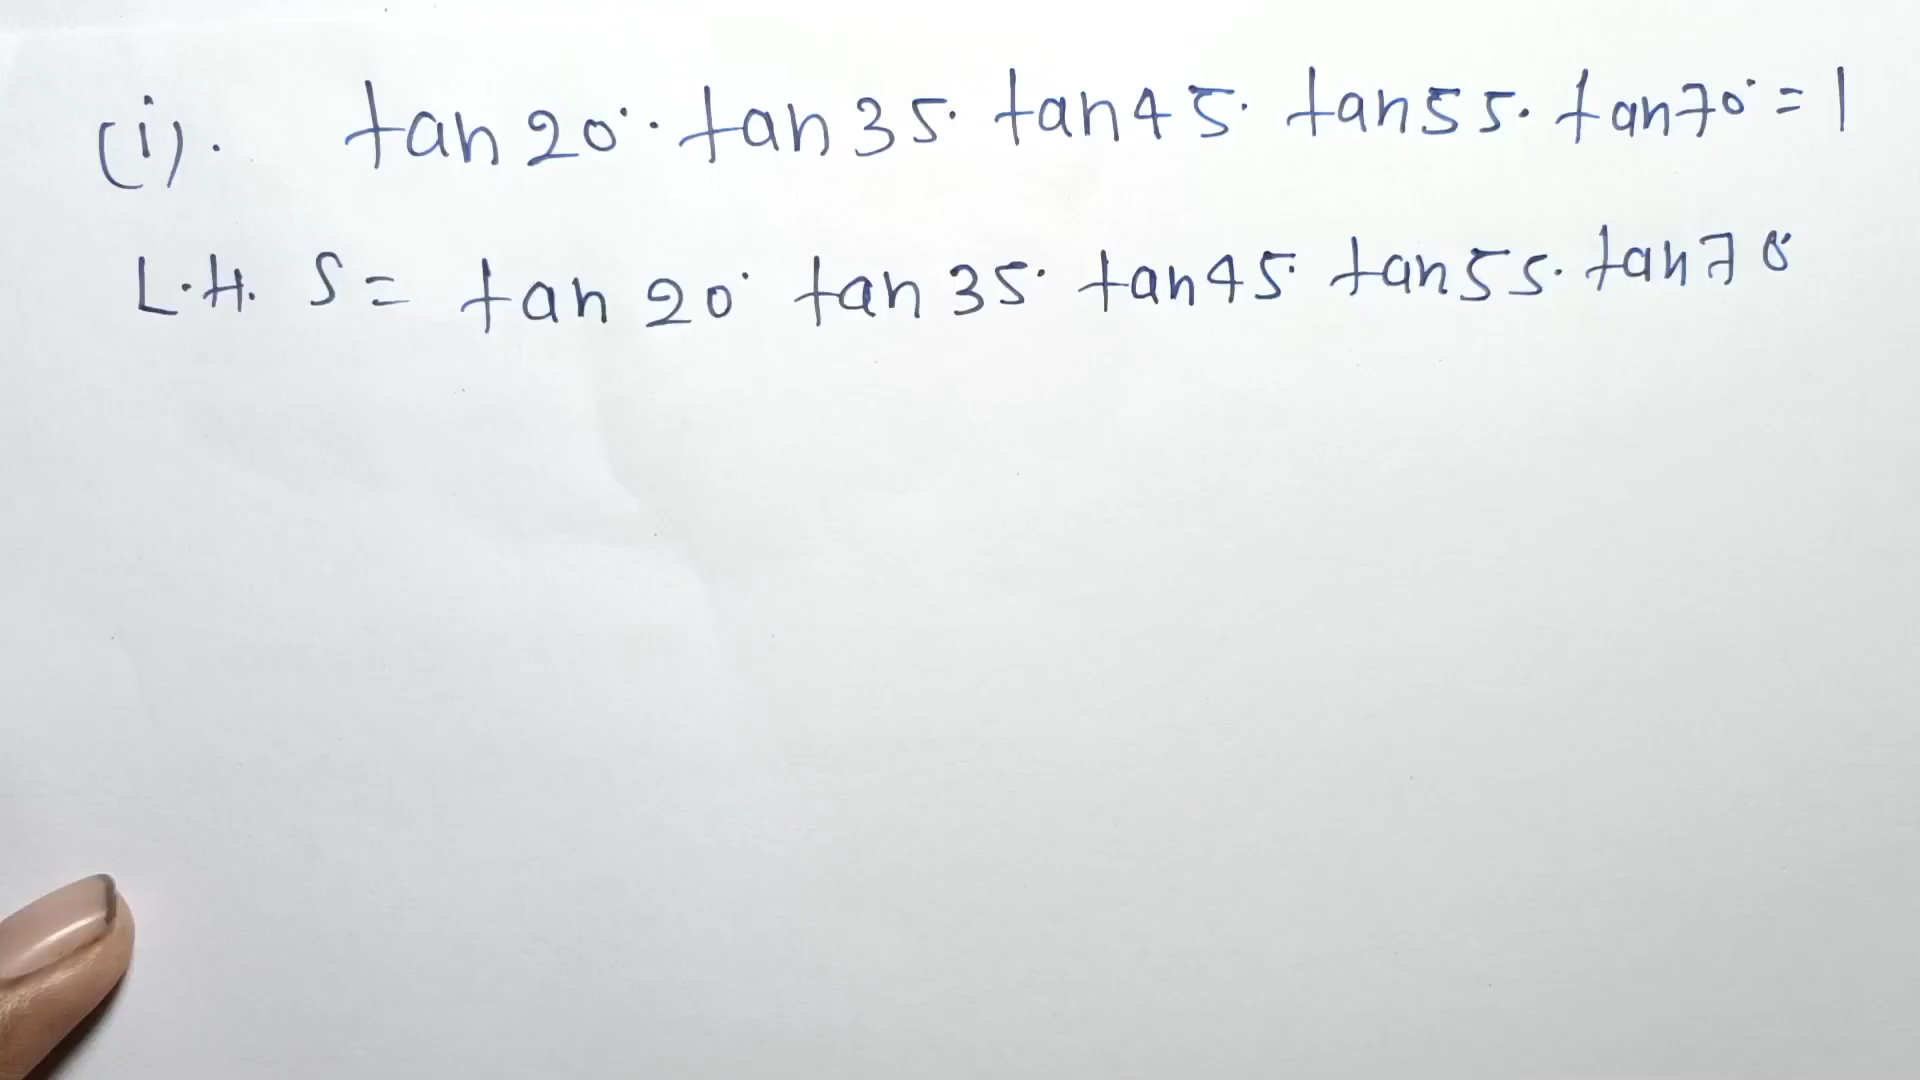 (i). tan 20°. tan 35° tan 45° tan 55° tan 70° = 1
L.H.S = tan 20° tan 35° tan 45° tan 55° tan 70°